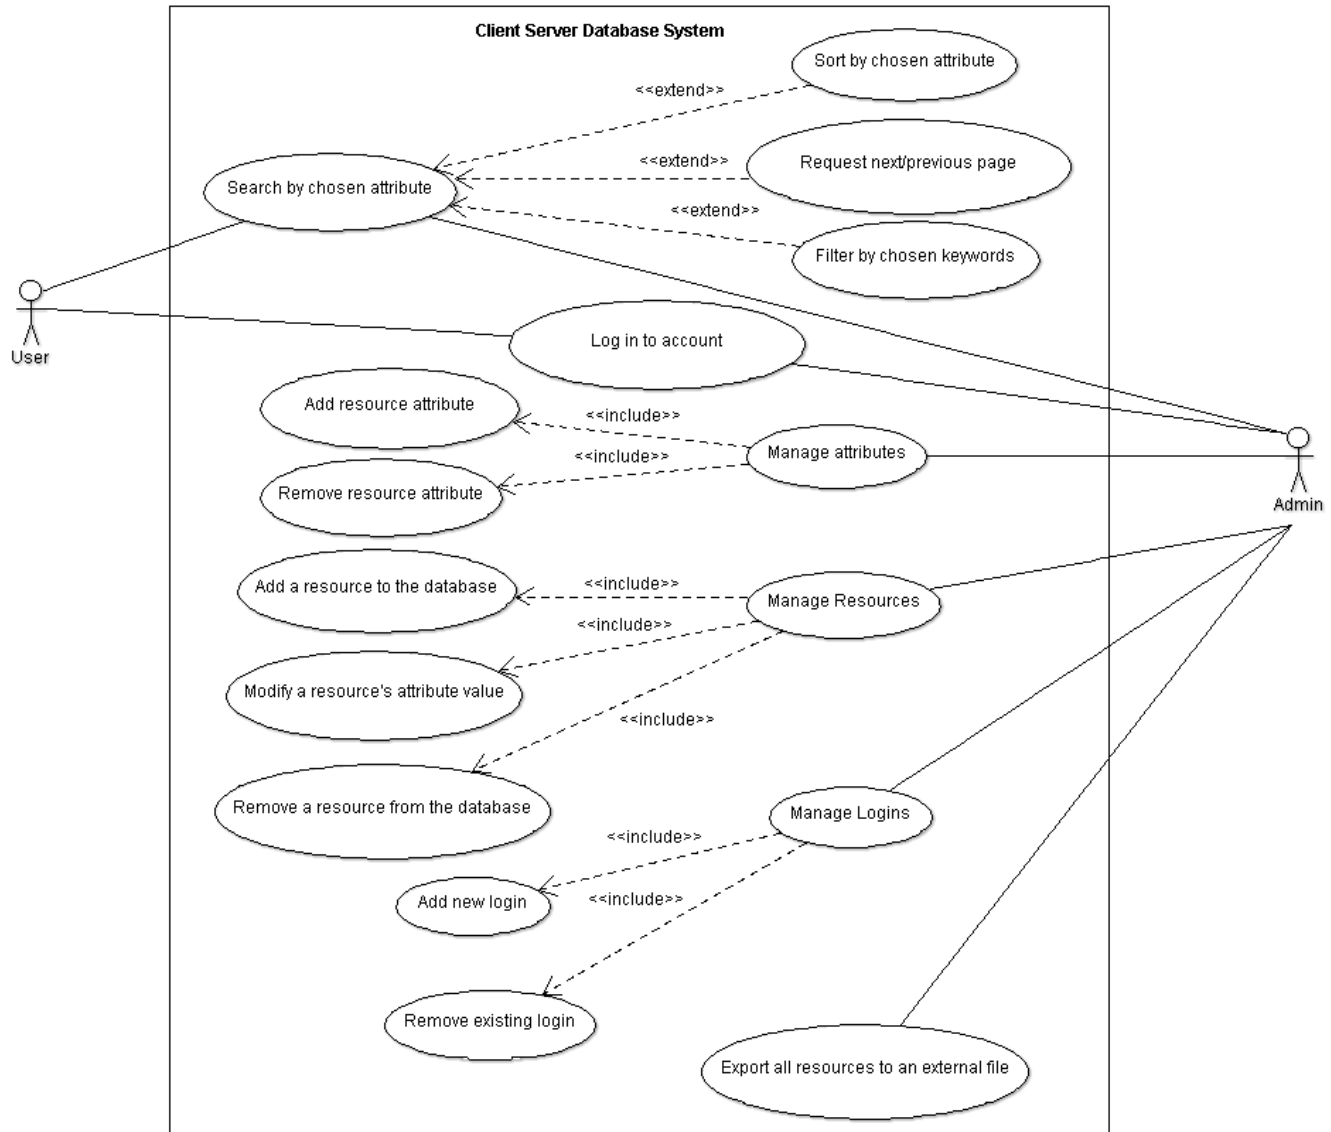 Client Server Database System
Sort by chosen attribute
<<extend>>
Request next/previous page
<<extend>>
Search by chosen attribute
<<extend>>
Filter by chosen keywords
User
Log in to account
Add resource attribute
<<include>>
Manage attributes
<<include>>
Remove resource attribute
Admin
Add a resource to the database
<<include>>
Manage Resources
<<include>>
Modify a resource's attribute value
<<include>>
Remove a resource from the database
Manage Logins
<<include>>
Add new login
<<include>>
Remove existing login
Export all resources to an external file